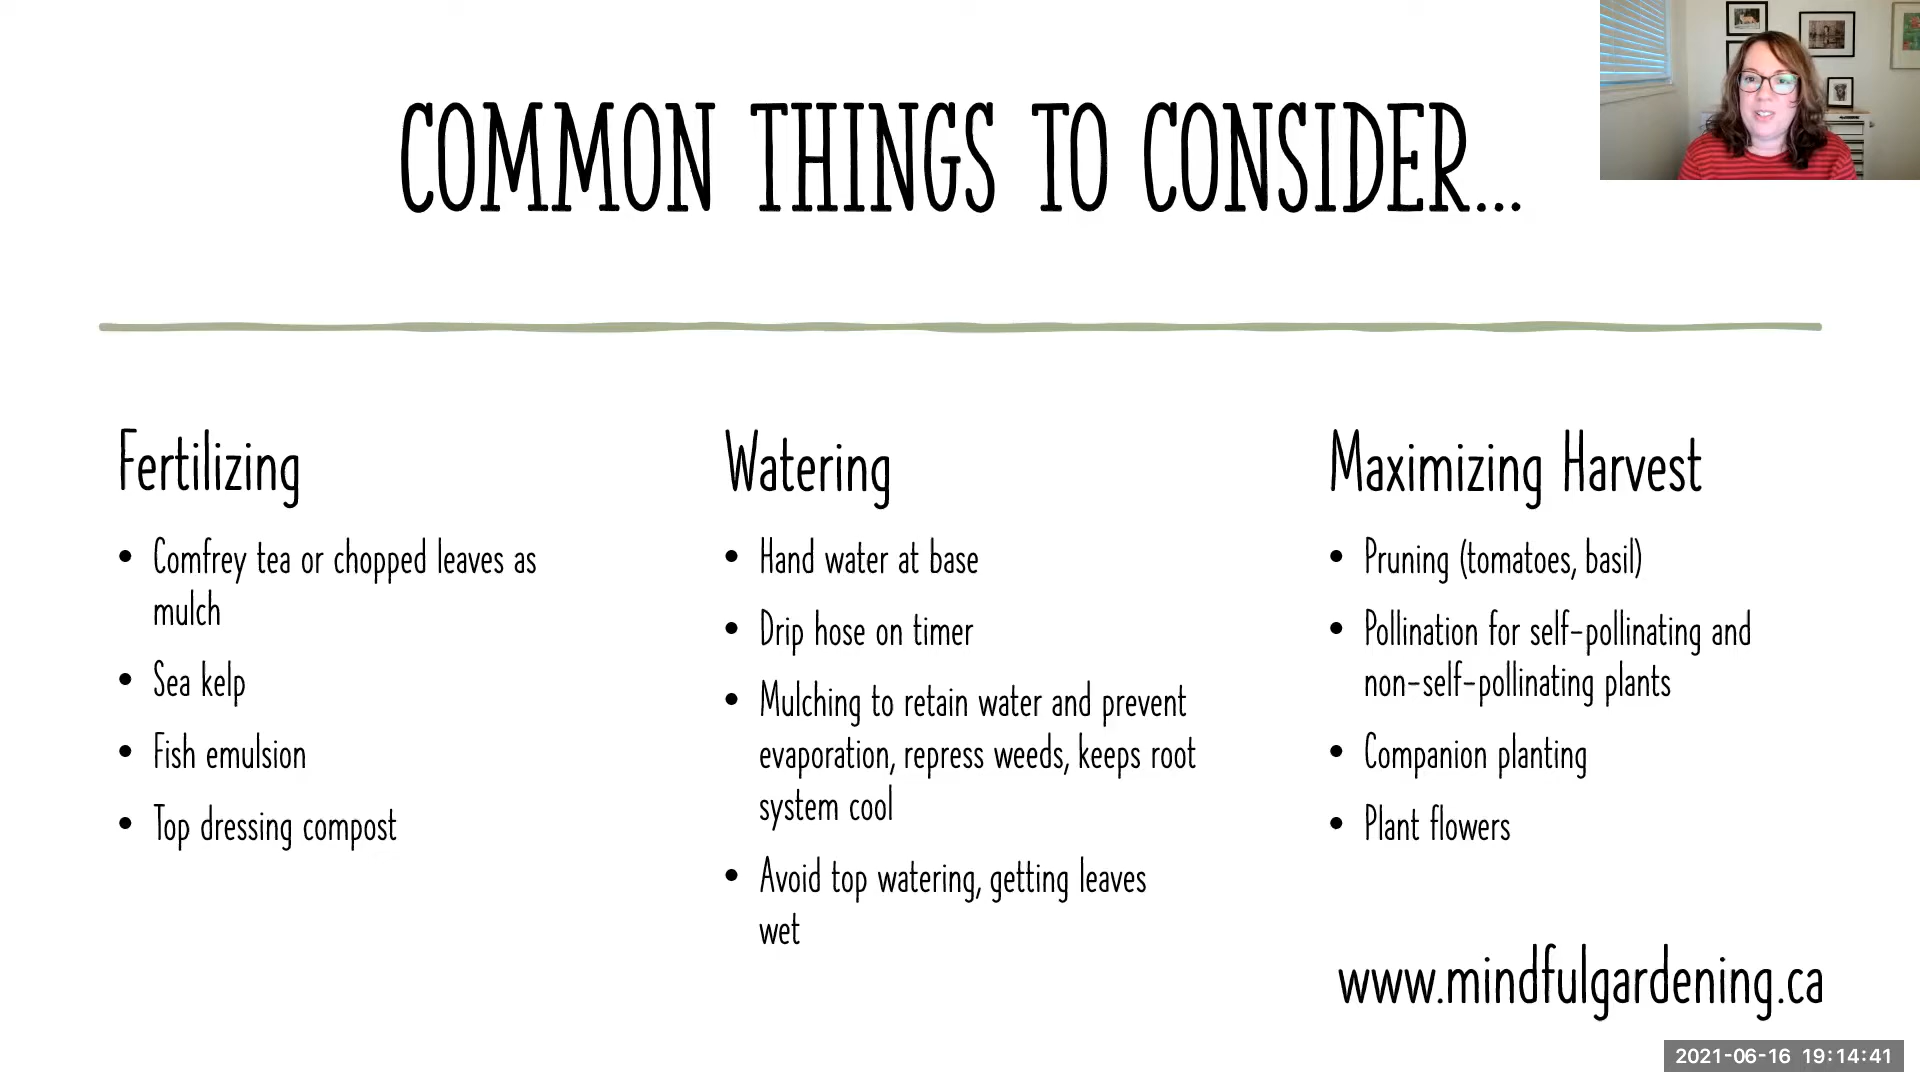 COMMON THINGS TO CONSIDER...
Fertilizing
• Comfrey tea or chopped leaves as
mulch
• Sea kelp
• Fish emulsion
• Top dressing compost
Watering
• Hand water at base
• Drip hose on timer
• Mulching to retain water and prevent
evaporation, repress weeds, keeps root
system cool
• Avoid top watering, getting leaves
wet
Maximizing Harvest
• Pruning (tomatoes, basil)
• Pollination for self-pollinating and
non-self-pollinating plants
• Companion planting
• Plant flowers
www.mindfulgardening.ca
2021-06-16 19:14:41